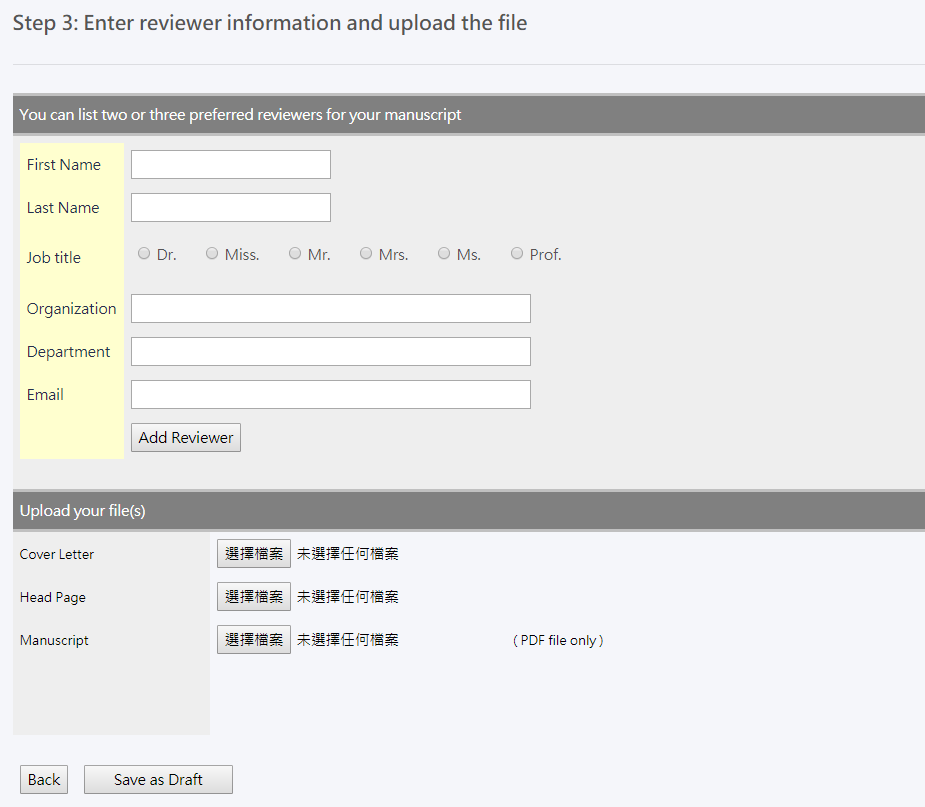 Step 3: Enter reviewer information and upload the file
You can list two or three preferred reviewers for your manuscript
First Name
Last Name
Job title Dr. Miss. Mr. Mrs. Ms. Prof.
Organization
Department
Email
Add Reviewer
Upload your file(s)
Cover Letter 選擇檔案 未選擇任何檔案
Head Page 選擇檔案 未選擇任何檔案
Manuscript 選擇檔案 未選擇任何檔案 ( PDF file only )
Back Save as Draft